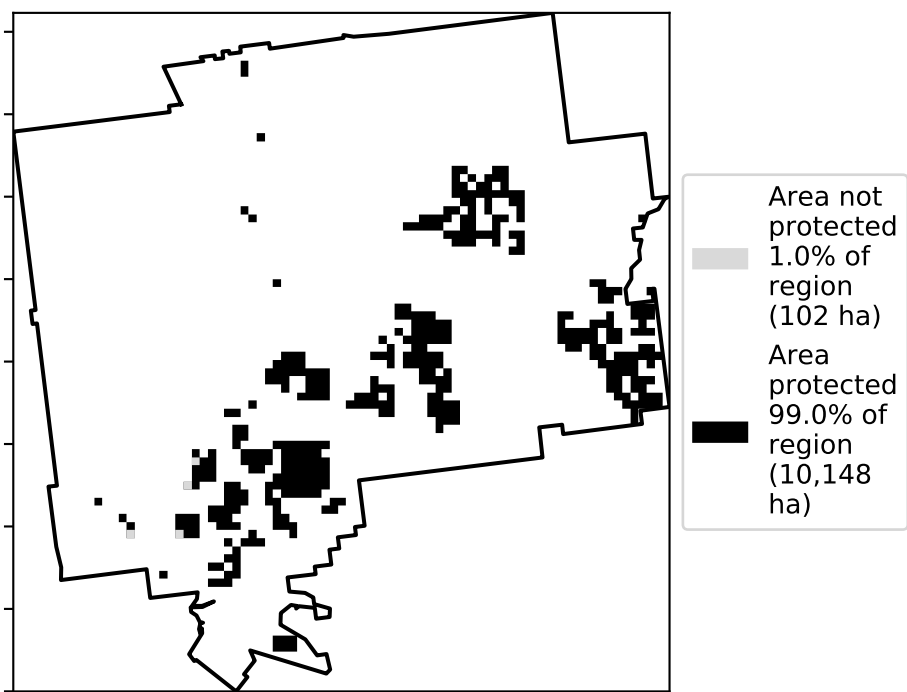 Area not
protected
1.0% of
region
(102 ha)
Area
protected
99.0% of
region
(10,148
ha)